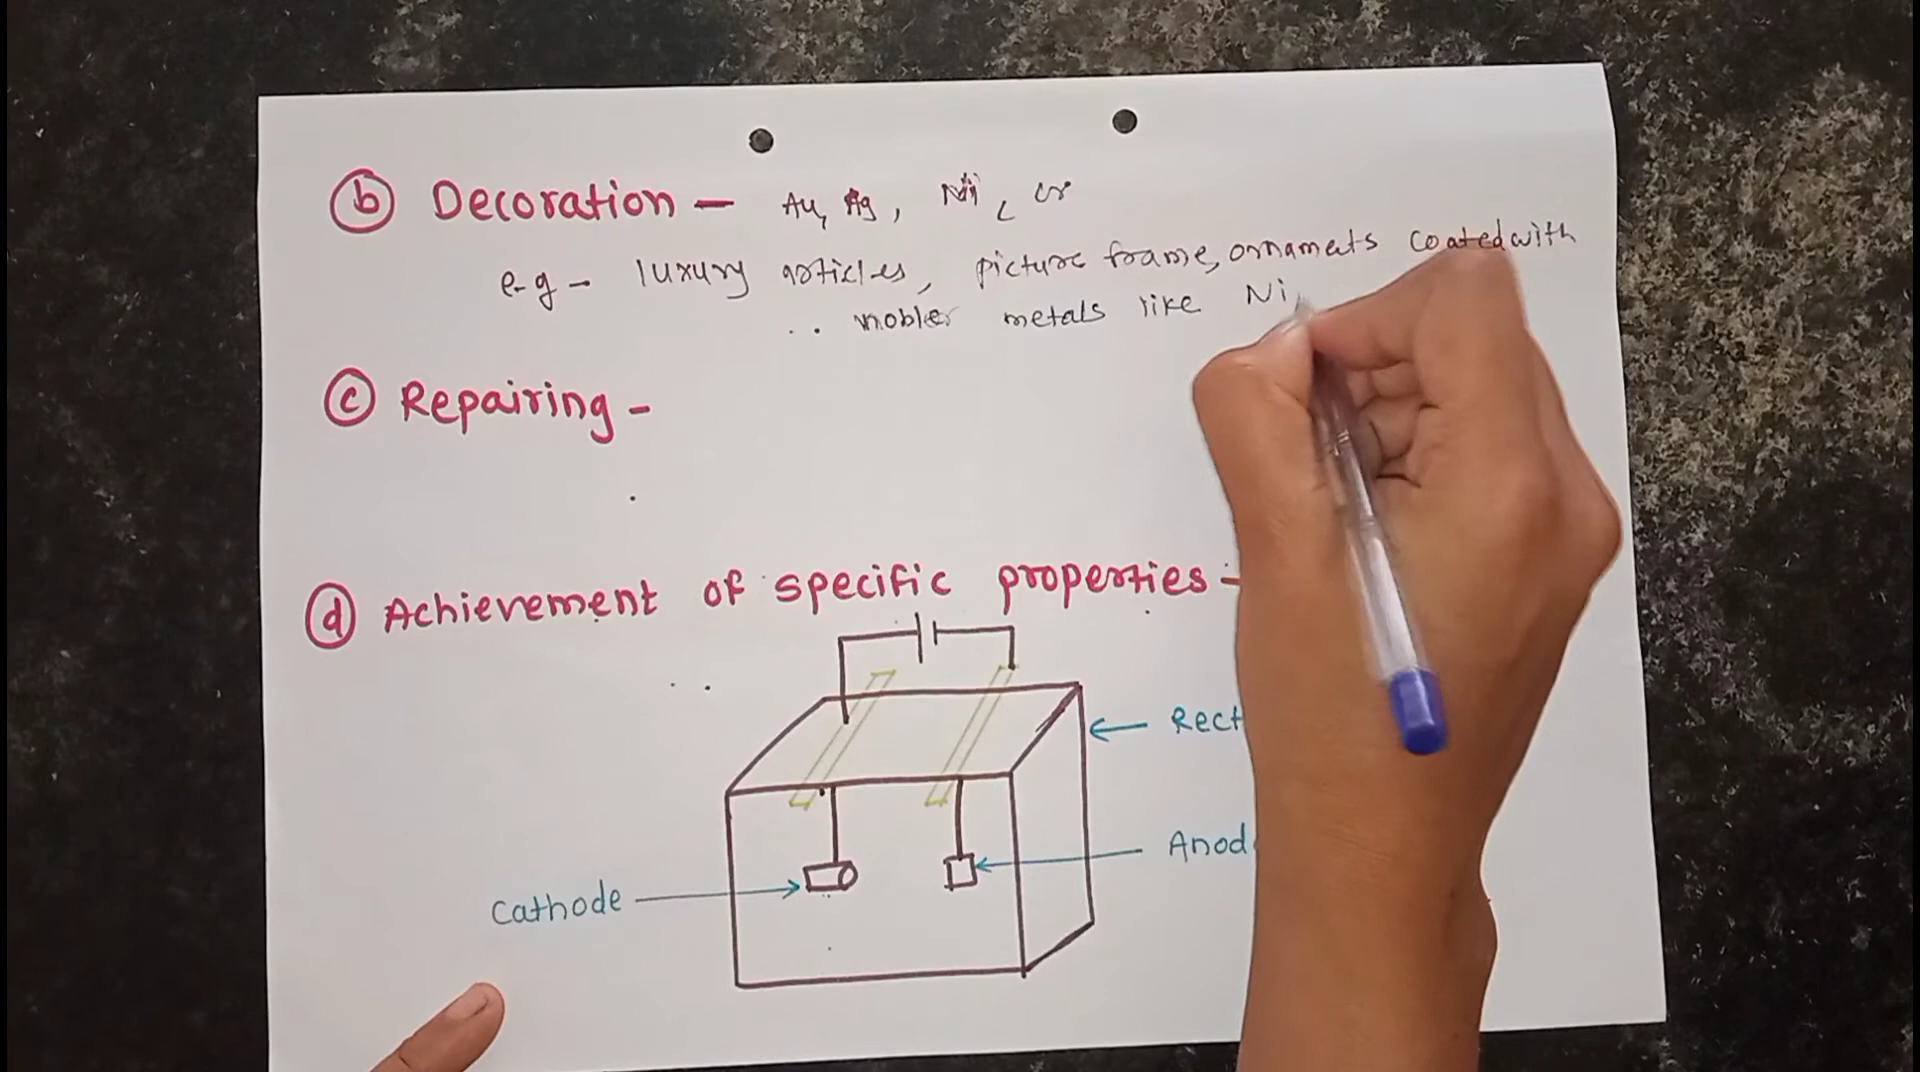 b Decoration - Au, Ag, Ni, Cr
e.g - luxury articles, picture frame, ornamets coated with
nobler metals like Ni
c Repairing -
d Achievement of specific properties -
Rect
Anod
Cathode